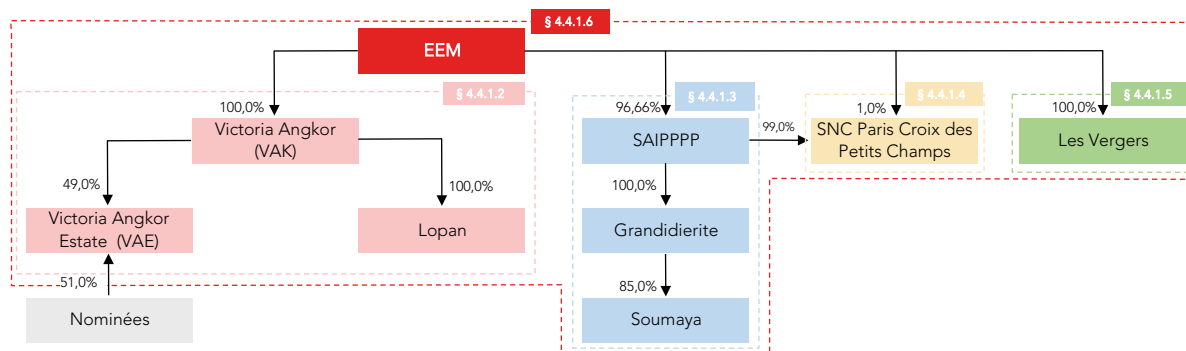 § 4.4.1.6
EEM
100,0%
§ 4.4.1.2
96,66%
§ 4.4.1.3
1,0%
§ 4.4.1.4
100,0%
§ 4.4.1.5
Victoria Angkor
(VAK)
SAIPPPP
99,0%
SNC Paris Croix des
Petits Champs
Les Vergers
49,0%
100,0%
100,0%
Victoria Angkor
Estate (VAE)
Lopan
Grandidierite
51,0%
85,0%
Nominées
Soumaya